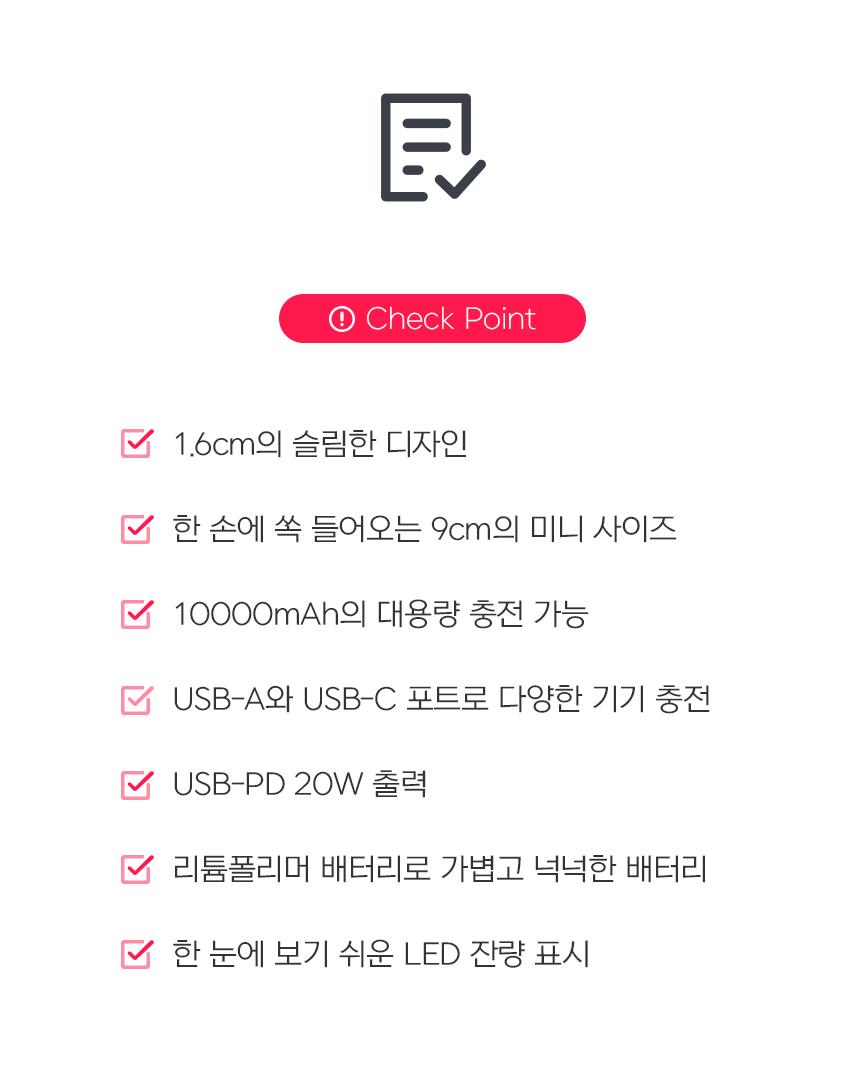 Check Point
1.6cm의 슬림한 디자인
한 손에 쏙 들어오는 9cm의 미니 사이즈
10000mAh의 대용량 충전 가능
USB-A와 USB-C 포트로 다양한 기기 충전
USB-PD 20W 출력
리튬폴리머 배터리로 가볍고 넉넉한 배터리
한 눈에 보기 쉬운 LED 잔량 표시